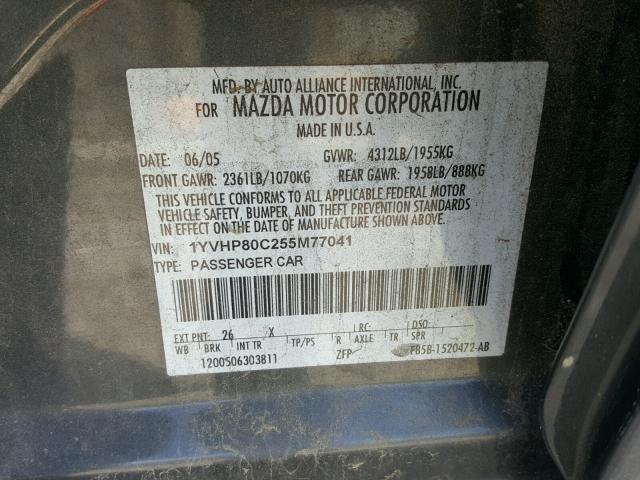 MFD. BY AUTO ALLIANCE INTERNATIONAL, INC.
FOR MAZDA MOTOR CORPORATION
MADE IN U.S.A.
DATE: 06/05 GVWR: 4312LB/1955KG
FRONT GAWR: 2361LB/1070KG REAR GAWR: 1958LB/888KG
THIS VEHICLE CONFORMS TO ALL APPLICABLE FEDERAL MOTOR
VEHICLE SAFETY, BUMPER, AND THEFT PREVENTION STANDARDS
IN EFFECT ON THE DATE OF MANUFACTURE SHOWN ABOVE.
VIN: 1YVHP80C255M77041
TYPE: PASSENGER CAR
EXT PNT: 26 X RC: DSO:
WB BRK INT TR TP/PS R AXLE TR SPR
1200506303811 ZFP F85B-1520472-AB